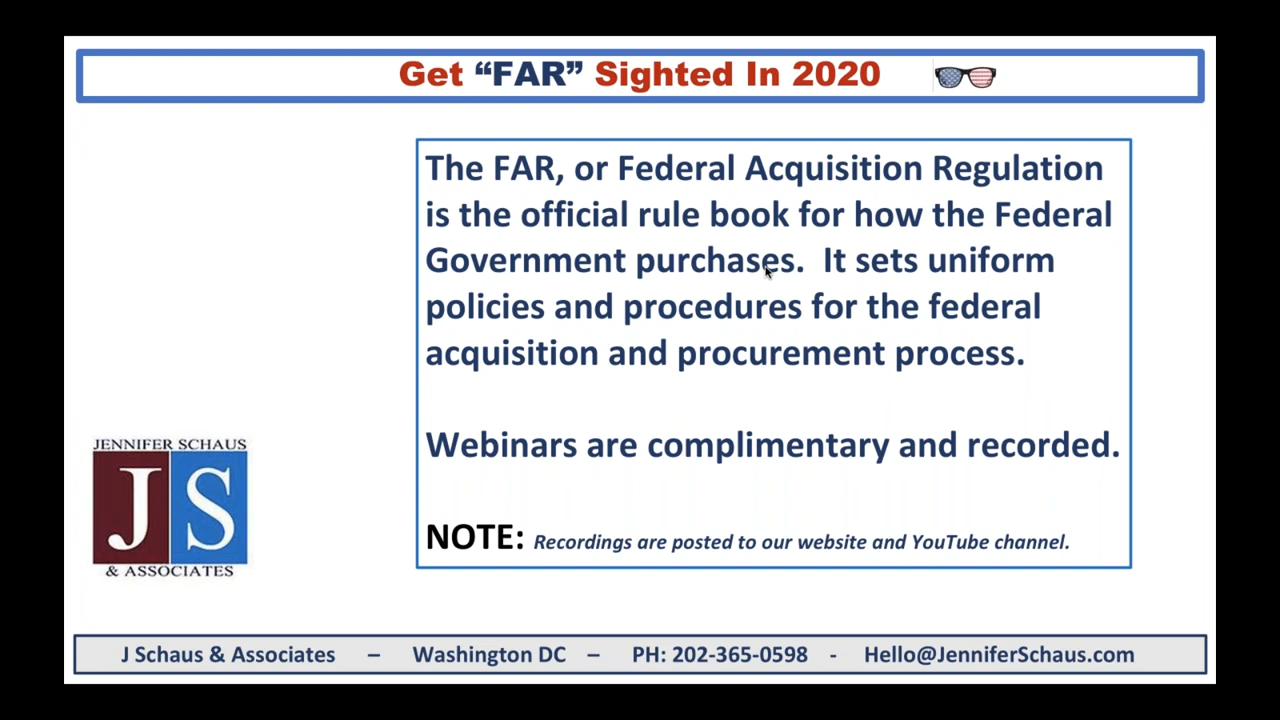 Get “FAR” Sighted In 2020
The FAR, or Federal Acquisition Regulation
is the official rule book for how the Federal
Government purchases.  It sets uniform
policies and procedures for the federal
acquisition and procurement process.
Webinars are complimentary and recorded.
NOTE: Recordings are posted to our website and YouTube channel.
JENNIFER SCHAUS
JS
& ASSOCIATES
J Schaus & Associates – Washington DC – PH: 202-365-0598 - Hello@JenniferSchaus.com